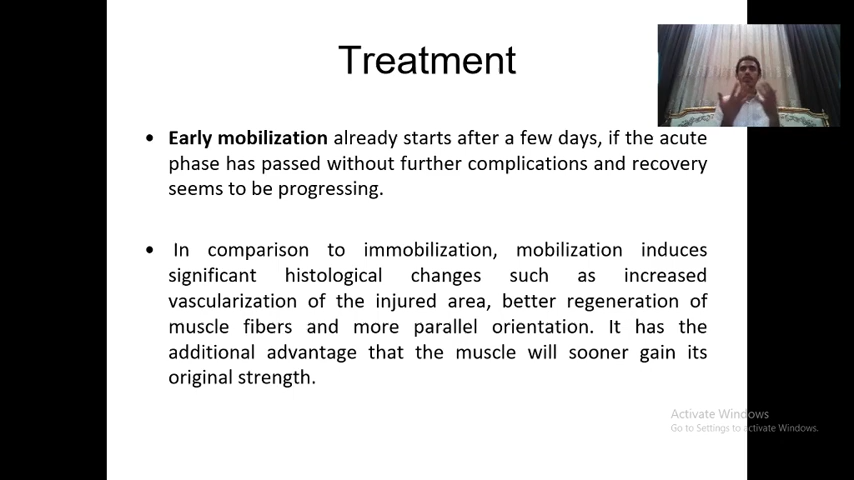 Treatment
• Early mobilization already starts after a few days, if the acute
phase has passed without further complications and recovery
seems to be progressing.
• In comparison to immobilization, mobilization induces
significant histological changes such as increased
vascularization of the injured area, better regeneration of
muscle fibers and more parallel orientation. It has the
additional advantage that the muscle will sooner gain its
original strength.
Activate Windows
Go to Settings to activate Windows.